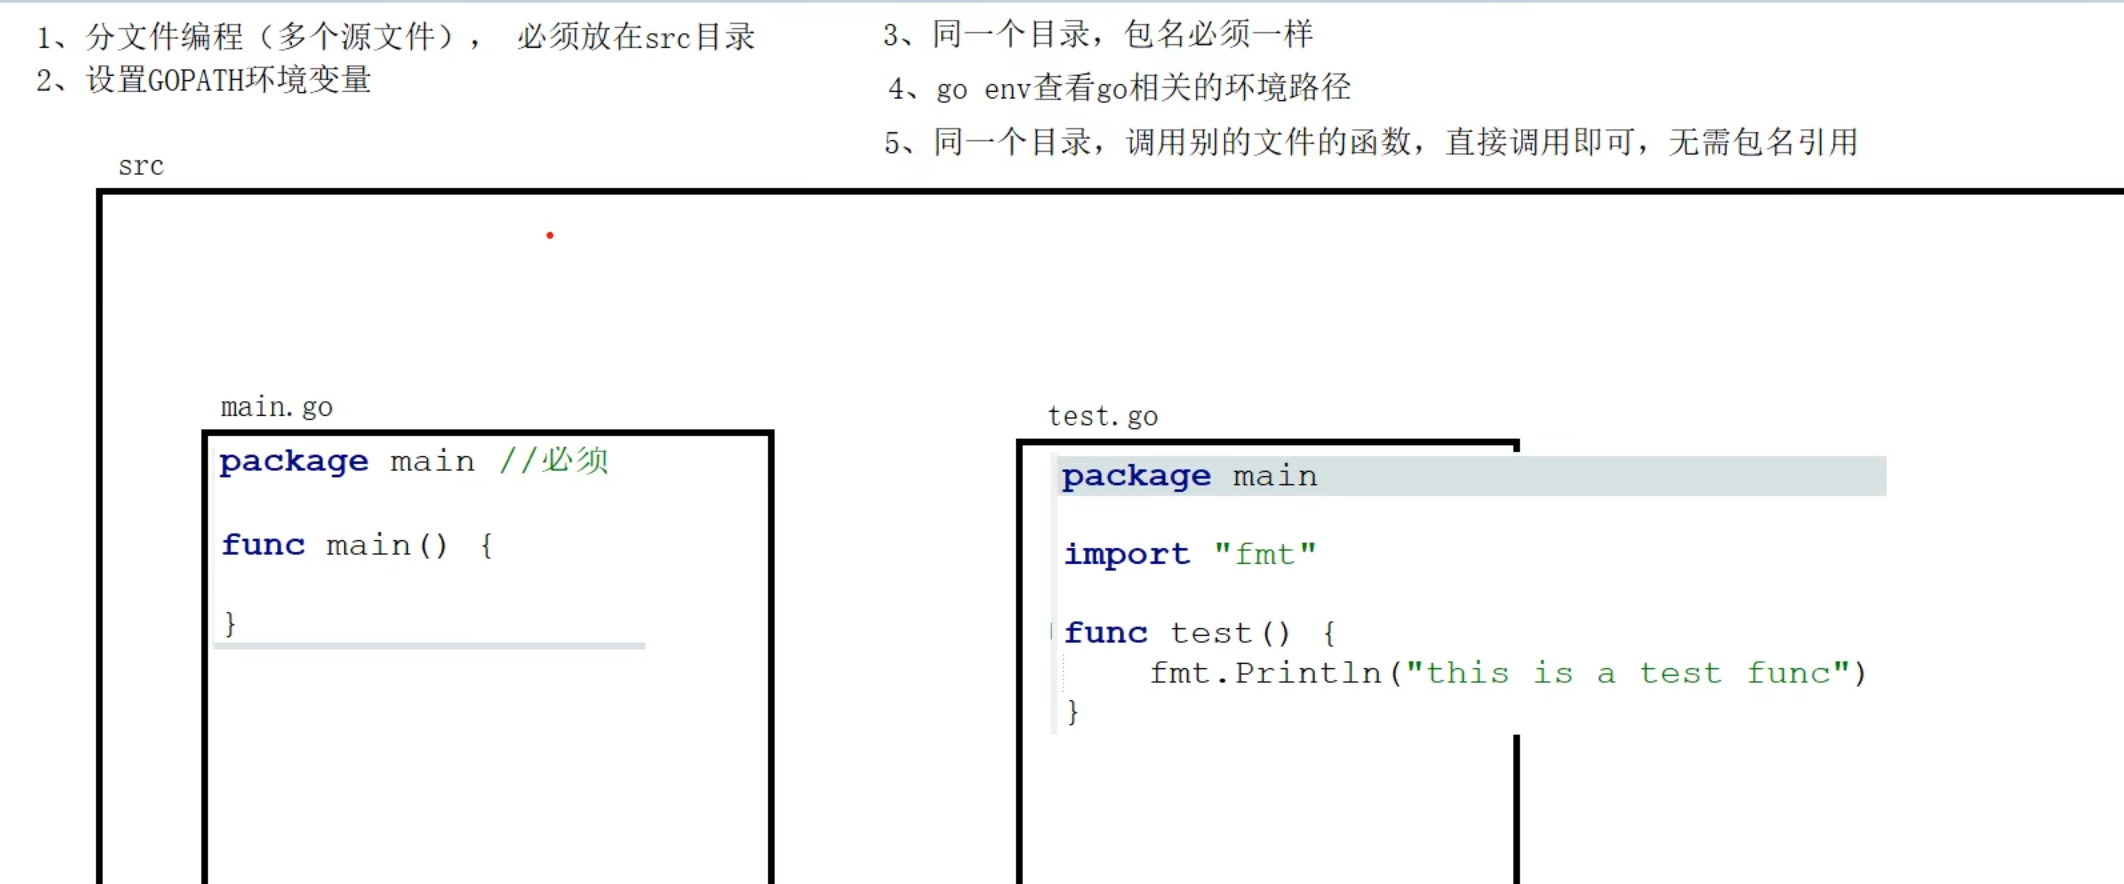 1、分文件编程（多个源文件）， 必须放在src目录
2、设置GOPATH环境变量
3、同一个目录，包名必须一样
4、go env查看go相关的环境路径
5、同一个目录，调用别的文件的函数，直接调用即可，无需包名引用
src
main.go
package main //必须
func main() {
}
test.go
package main
import "fmt"
func test() {
fmt.Println("this is a test func")
}